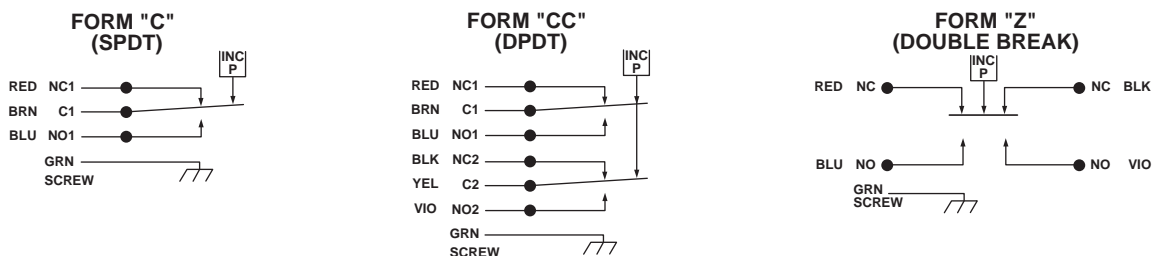 FORM "C"
(SPDT)
INC
P
RED NC1
BRN C1
BLU NO1
GRN
SCREW
FORM "CC"
(DPDT)
INC
P
RED NC1
BRN C1
BLU NO1
BLK NC2
YEL C2
VIO NO2
GRN
SCREW
FORM "Z"
(DOUBLE BREAK)
INC
P
RED NC
NC BLK
BLU NO
NO VIO
GRN
SCREW